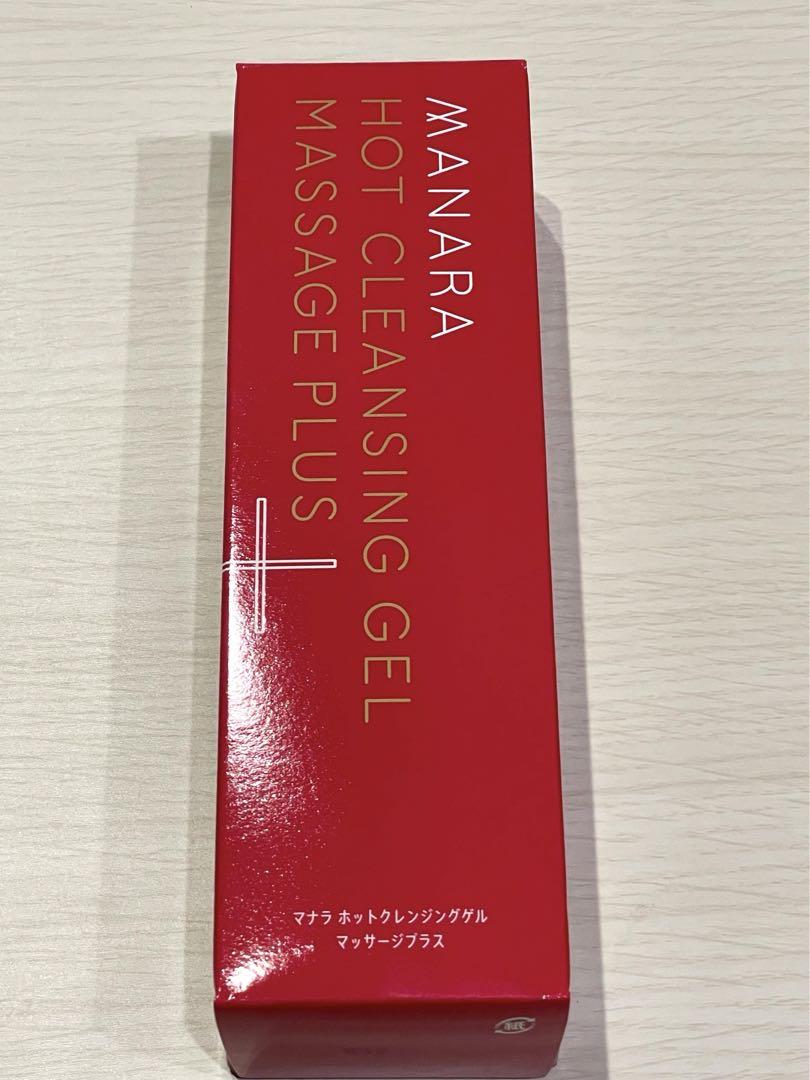 MANARA
HOT CLEANSING GEL
MASSAGE PLUS
マナラ ホットクレンジングゲル
マッサージプラス
紙